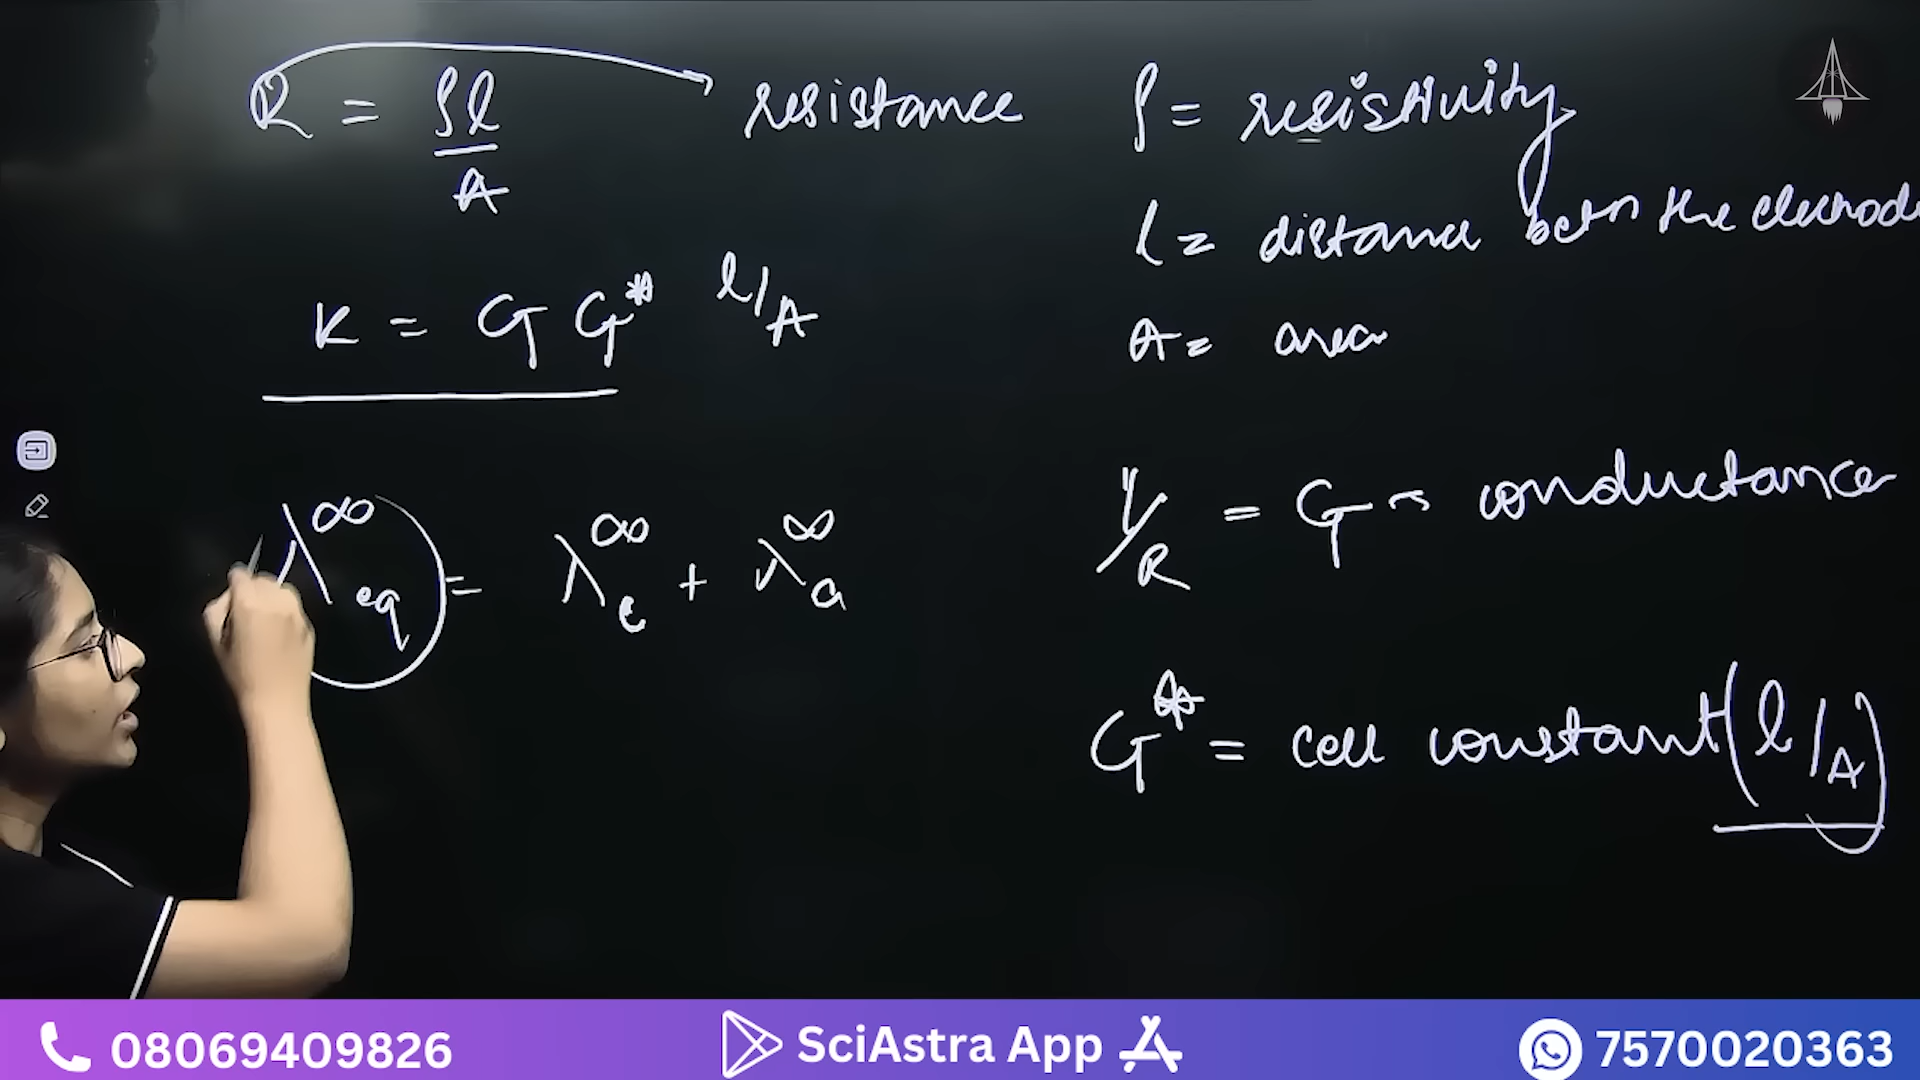 R = ρl/A resistance
ρ = resistivity
l = distance betn the electrode
K = G G* l/A
A = area
λ∞eq = λ∞c + λ∞a
1/R = G = conductance
G* = cell constant (l/A)
08069409826
SciAstra App
7570020363